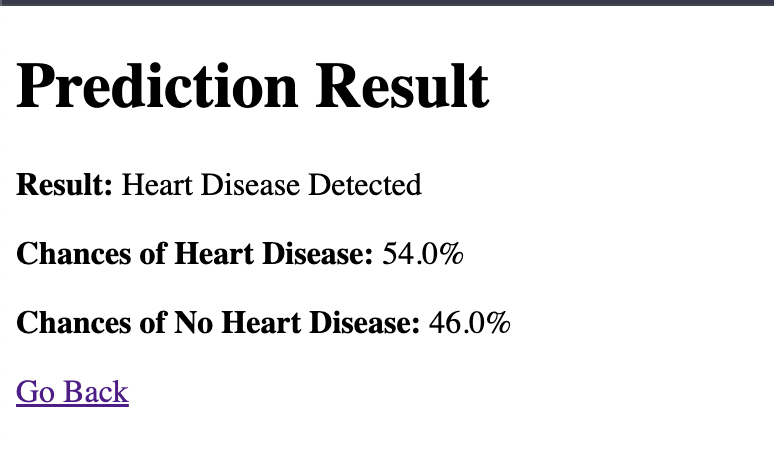 Prediction Result
Result: Heart Disease Detected
Chances of Heart Disease: 54.0%
Chances of No Heart Disease: 46.0%
Go Back